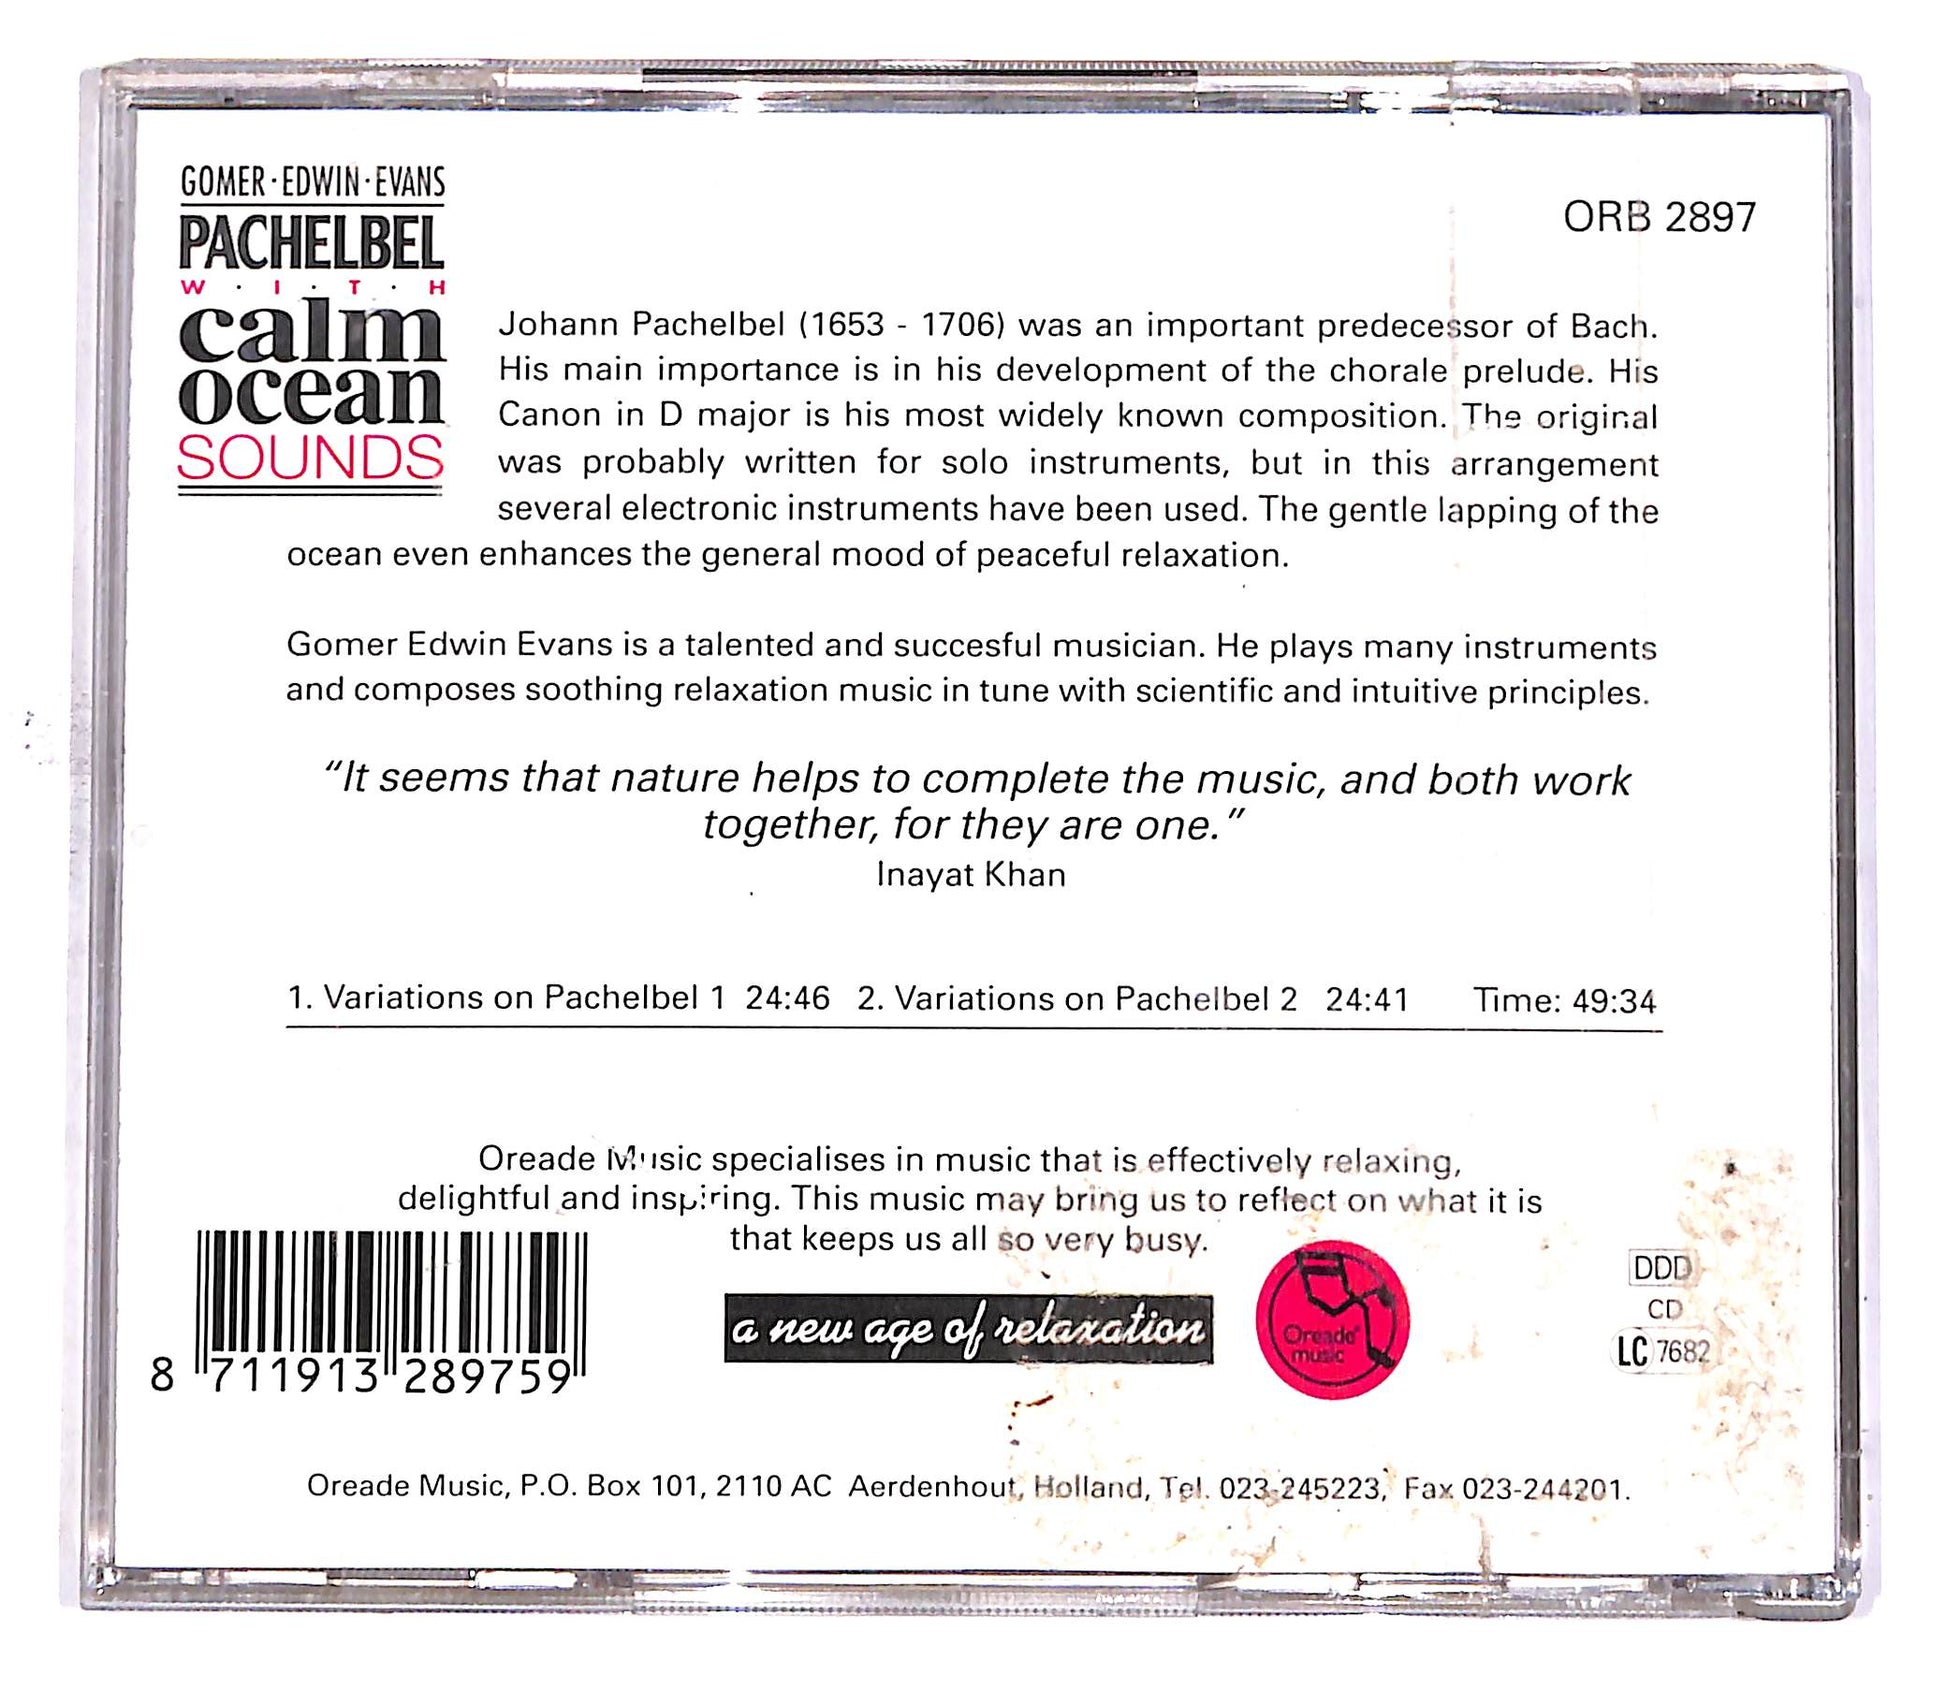 GOMER·EDWIN·EVANS
PACHELBEL
W·I·T·H
calm
ocean
SOUNDS
ORB 2897
Johann Pachelbel (1653 - 1706) was an important predecessor of Bach.
His main importance is in his development of the chorale prelude. His
Canon in D major is his most widely known composition. The original
was probably written for solo instruments, but in this arrangement
several electronic instruments have been used. The gentle lapping of the
ocean even enhances the general mood of peaceful relaxation.
Gomer Edwin Evans is a talented and succesful musician. He plays many instruments
and composes soothing relaxation music in tune with scientific and intuitive principles.
"It seems that nature helps to complete the music, and both work
together, for they are one."
Inayat Khan
1. Variations on Pachelbel 1 24:46 2. Variations on Pachelbel 2 24:41 Time: 49:34
Oreade Music specialises in music that is effectively relaxing,
delightful and inspiring. This music may bring us to reflect on what it is
that keeps us all so very busy.
a new age of relaxation
Oreade
music
DDD
CD
LC 7682
8 711913 289759
Oreade Music, P.O. Box 101, 2110 AC Aerdenhout, Holland, Tel. 023-245223, Fax 023-244201.